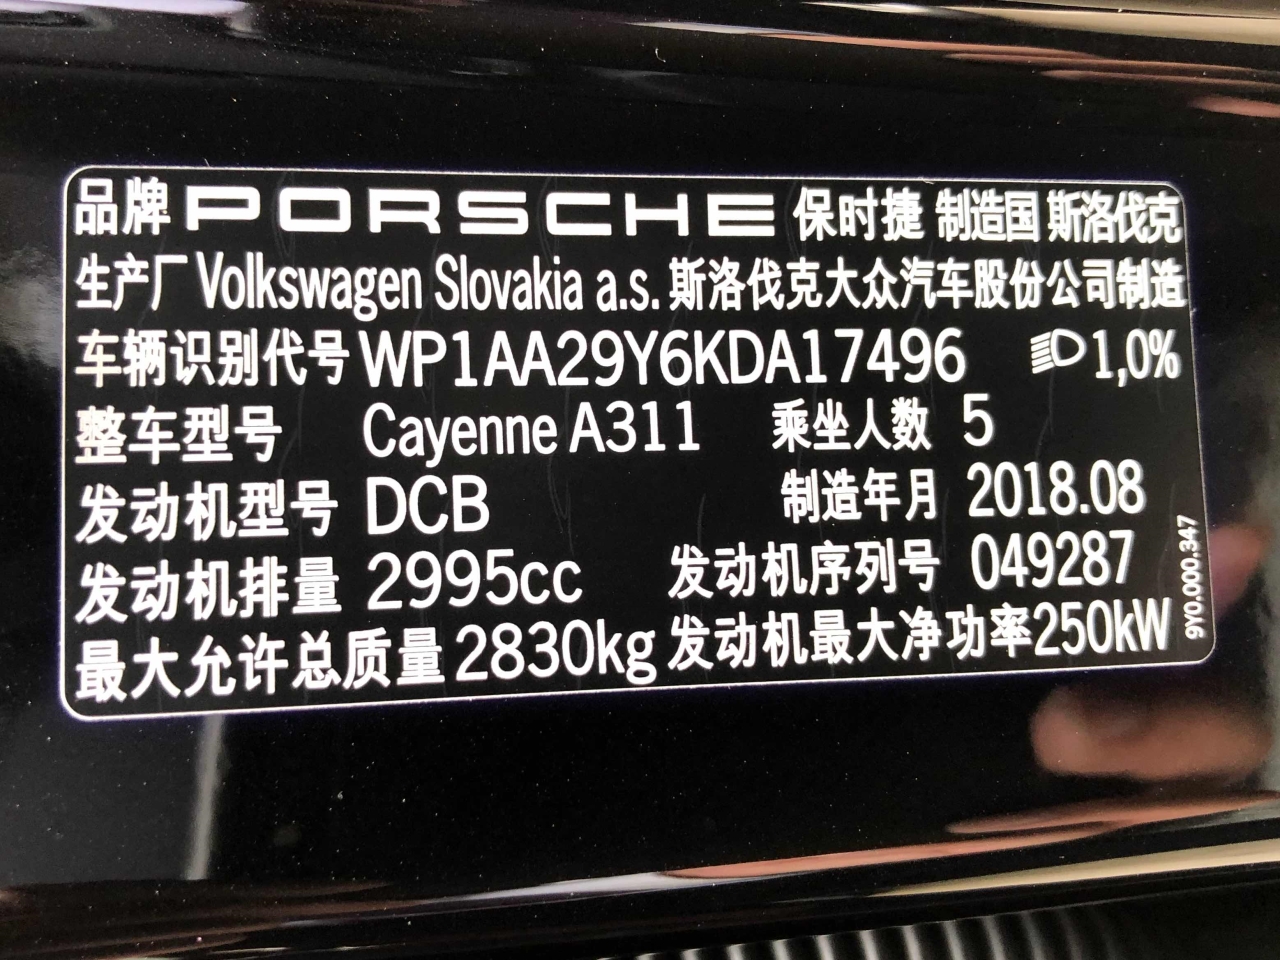 品牌 PORSCHE 保时捷 制造国 斯洛伐克
生产厂 Volkswagen Slovakia a.s. 斯洛伐克大众汽车股份公司制造
车辆识别代号 WP1AA29Y6KDA17496 1,0%
整车型号 Cayenne A311 乘坐人数 5
发动机型号 DCB 制造年月 2018.08
发动机排量 2995cc 发动机序列号 049287
最大允许总质量 2830kg 发动机最大净功率 250kW
9Y0.000.347